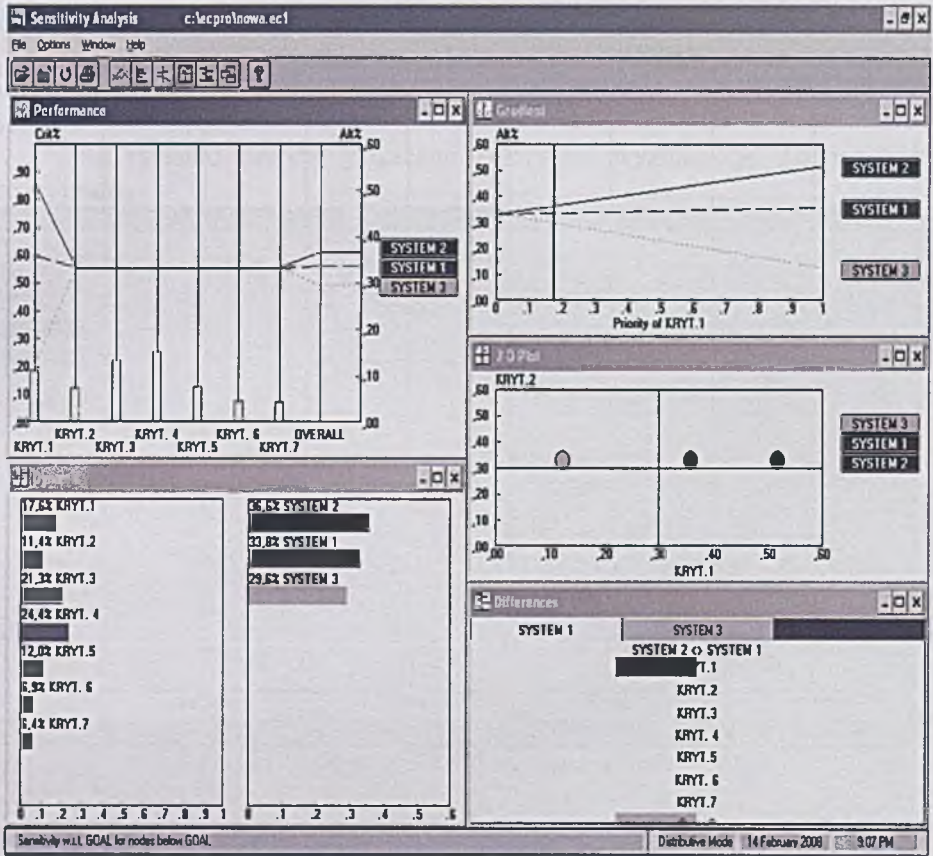 Sensitivity Analysis c:\ecpro\nowa.ec1
File Options Window Help
Performance
Crit%
Alt%
,90
,80
,70
,60
,50
,40
,30
,20
,10
,00
,60
,50
,40
,30
,20
,10
,00
SYSTEM 2
SYSTEM 1
SYSTEM 3
KRYT.2 KRYT. 4 KRYT. 6 OVERALL
KRYT.1 KRYT.3 KRYT.5 KRYT.7
Gradient
Alt%
,60
,50
,40
,30
,20
,10
,00
0 .1 .2 .3 .4 .5 .6 .7 .8 .9 1
Priority of KRYT.1
SYSTEM 2
SYSTEM 1
SYSTEM 3
2-D Plot
KRYT.2
,60
,50
,40
,30
,20
,10
,00
,00 ,10 ,20 ,30 ,40 ,50 ,60
KRYT.1
SYSTEM 3
SYSTEM 1
SYSTEM 2
17,6% KRYT.1
11,4% KRYT.2
21,3% KRYT.3
24,4% KRYT. 4
12,0% KRYT.5
6,9% KRYT. 6
6,4% KRYT.7
0 .1 .2 .3 .4 .5 .6 .7 .8 .9 1
36,6% SYSTEM 2
33,8% SYSTEM 1
29,6% SYSTEM 3
0 .1 .2 .3 .4 .5 .6
Differences
SYSTEM 1 SYSTEM 3
SYSTEM 2 <> SYSTEM 1
T.1
KRYT.2
KRYT.3
KRYT. 4
KRYT.5
KRYT. 6
KRYT.7
Sensitivity w.r.t. GOAL for nodes below GOAL
Distributive Mode 14 February 2008 9:07 PM